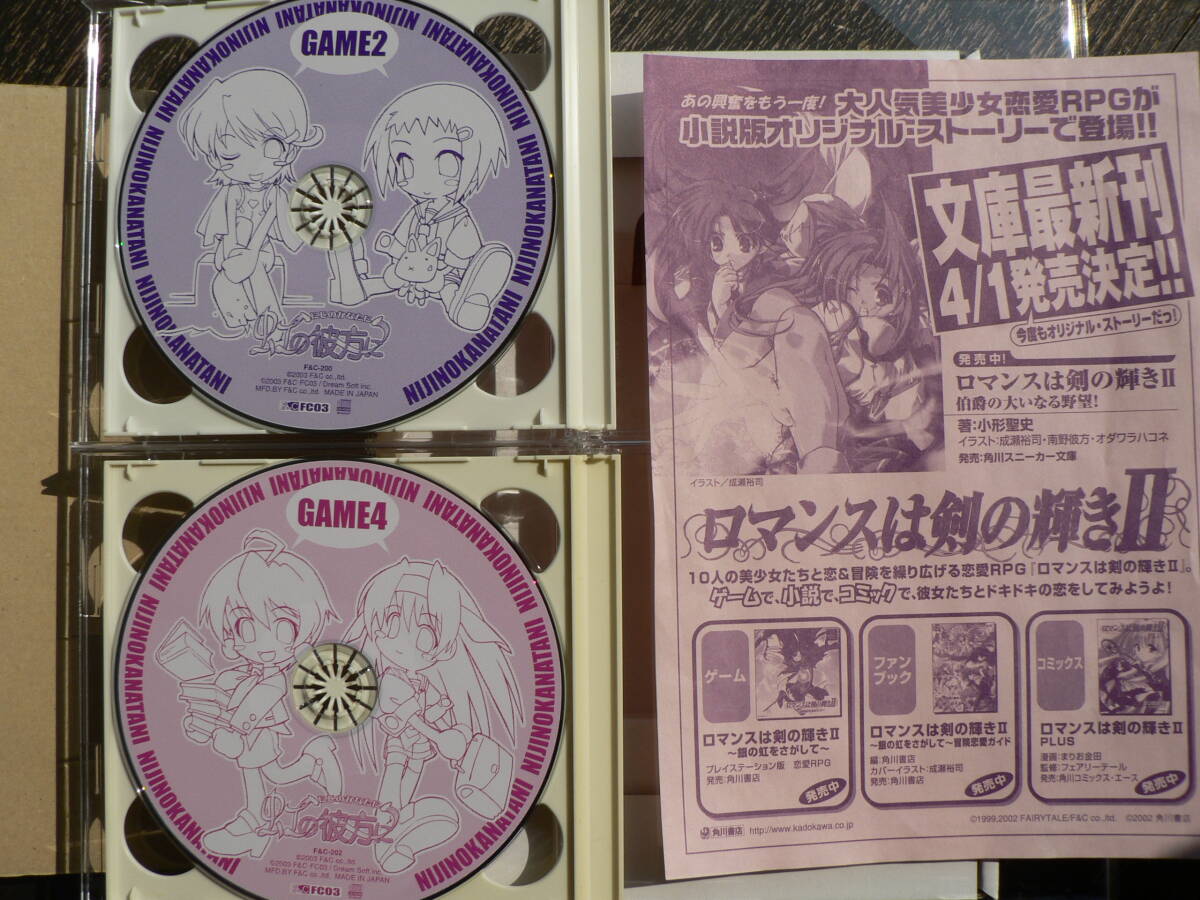 GAME2
NIJINOKANATANI NIJINOKANATANI NIJINOKANATANI NIJINOKANATANI
にじのかなたに
虹の彼方に
F&C-200
©2003 F&C co.,ltd.
©2003 F&C·FC03 / Dream Soft inc.
MFD.BY F&C co.,ltd. MADE IN JAPAN
FC03
GAME4
NIJINOKANATANI NIJINOKANATANI NIJINOKANATANI NIJINOKANATANI
にじのかなたに
虹の彼方に
F&C-202
©2003 F&C co.,ltd.
©2003 F&C·FC03 / Dream Soft inc.
MFD.BY F&C co.,ltd. MADE IN JAPAN
FC03
あの興奮をもう一度! 大人気美少女恋愛RPGが
小説版オリジナル・ストーリーで登場!!
文庫最新刊
4/1発売決定!!
今度もオリジナル・ストーリーだっ!
発売中!
ロマンスは剣の輝きII
伯爵の大いなる野望!
著:小形聖史
イラスト:成瀬裕司・南野彼方・オダワラハコネ
発売:角川スニーカー文庫
イラスト/成瀬裕司
ロマンスは剣の輝きII
10人の美少女たちと恋&冒険を繰り広げる恋愛RPG『ロマンスは剣の輝きII』。
ゲームで、小説で、コミックで、彼女たちとドキドキの恋をしてみようよ!
ゲーム
ロマンスは剣の輝きII
～銀の虹をさがして～
プレイステーション版 恋愛RPG
発売:角川書店
発売中
ファン
ブック
ロマンスは剣の輝きII
～銀の虹をさがして～冒険恋愛ガイド
編:角川書店
カバーイラスト:成瀬裕司
発売:角川書店
発売中
コミックス
ロマンスは剣の輝きII
PLUS
漫画:まりお金田
監修:フェアリーテール
発売:角川コミックス・エース
発売中
角川書店 http://www.kadokawa.co.jp
©1999,2002 FAIRYTALE/F&C co.,ltd. ©2002 角川書店